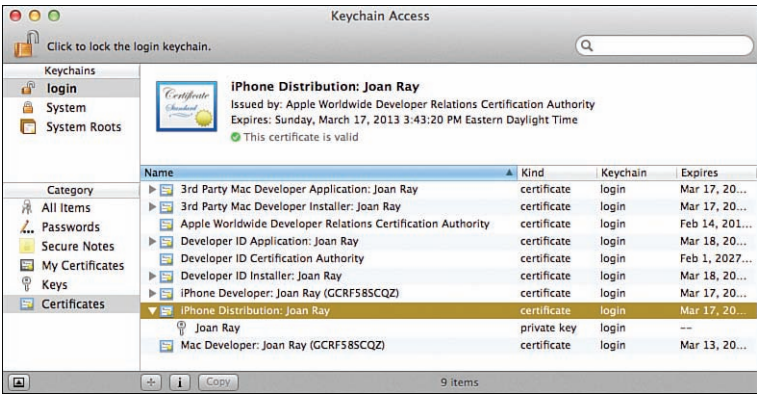 Keychain Access
Click to lock the login keychain.
Keychains
login
System
System Roots
Certificate
Standard
iPhone Distribution: Joan Ray
Issued by: Apple Worldwide Developer Relations Certification Authority
Expires: Sunday, March 17, 2013 3:43:20 PM Eastern Daylight Time
This certificate is valid
Category
All Items
Passwords
Secure Notes
My Certificates
Keys
Certificates
Name Kind Keychain Expires
3rd Party Mac Developer Application: Joan Ray certificate login Mar 17, 20...
3rd Party Mac Developer Installer: Joan Ray certificate login Mar 17, 20...
Apple Worldwide Developer Relations Certification Authority certificate login Feb 14, 201...
Developer ID Application: Joan Ray certificate login Mar 18, 20...
Developer ID Certification Authority certificate login Feb 1, 2027...
Developer ID Installer: Joan Ray certificate login Mar 18, 20...
iPhone Developer: Joan Ray (GCRF58SCQZ) certificate login Mar 17, 20...
iPhone Distribution: Joan Ray certificate login Mar 17, 20...
Joan Ray private key login --
Mac Developer: Joan Ray (GCRF58SCQZ) certificate login Mar 13, 20...
Copy
9 items